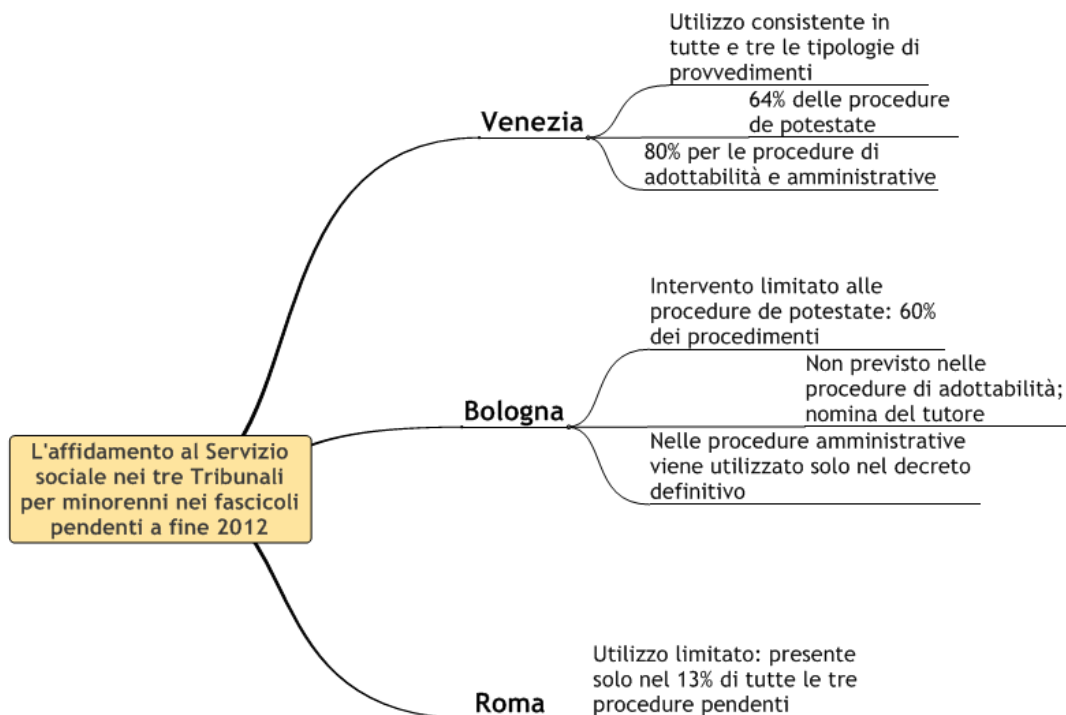 Utilizzo consistente in
tutte e tre le tipologie di
provvedimenti
Venezia
64% delle procedure
de potestate
80% per le procedure di
adottabilità e amministrative
Intervento limitato alle
procedure de potestate: 60%
dei procedimenti
Bologna
Non previsto nelle
procedure di adottabilità;
nomina del tutore
Nelle procedure amministrative
viene utilizzato solo nel decreto
definitivo
L'affidamento al Servizio
sociale nei tre Tribunali
per minorenni nei fascicoli
pendenti a fine 2012
Roma
Utilizzo limitato: presente
solo nel 13% di tutte le tre
procedure pendenti